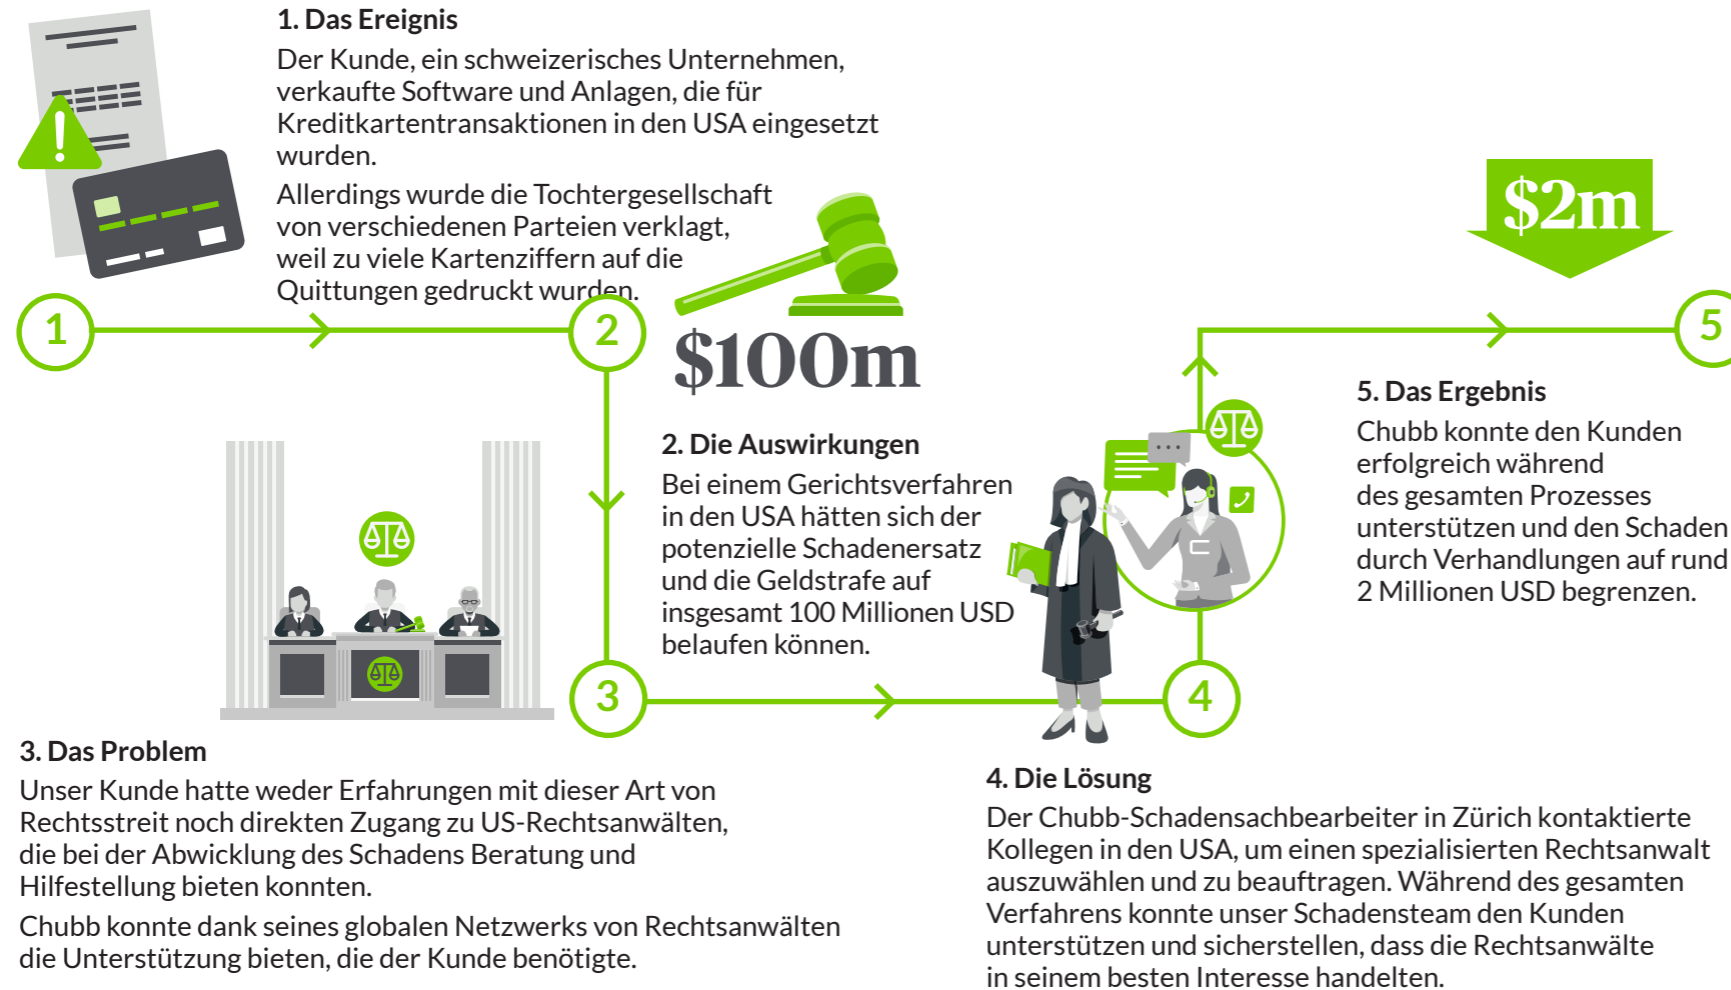 1. Das Ereignis
Der Kunde, ein schweizerisches Unternehmen,
verkaufte Software und Anlagen, die für
Kreditkartentransaktionen in den USA eingesetzt
wurden.
Allerdings wurde die Tochtergesellschaft
von verschiedenen Parteien verklagt,
weil zu viele Kartenziffern auf die
Quittungen gedruckt wurden.
1
2
$100m
2. Die Auswirkungen
Bei einem Gerichtsverfahren
in den USA hätten sich der
potenzielle Schadenersatz
und die Geldstrafe auf
insgesamt 100 Millionen USD
belaufen können.
3
3. Das Problem
Unser Kunde hatte weder Erfahrungen mit dieser Art von
Rechtsstreit noch direkten Zugang zu US-Rechtsanwälten,
die bei der Abwicklung des Schadens Beratung und
Hilfestellung bieten konnten.
Chubb konnte dank seines globalen Netzwerks von Rechtsanwälten
die Unterstützung bieten, die der Kunde benötigte.
4
4. Die Lösung
Der Chubb-Schadensachbearbeiter in Zürich kontaktierte
Kollegen in den USA, um einen spezialisierten Rechtsanwalt
auszuwählen und zu beauftragen. Während des gesamten
Verfahrens konnte unser Schadensteam den Kunden
unterstützen und sicherstellen, dass die Rechtsanwälte
in seinem besten Interesse handelten.
$2m
5
5. Das Ergebnis
Chubb konnte den Kunden
erfolgreich während
des gesamten Prozesses
unterstützen und den Schaden
durch Verhandlungen auf rund
2 Millionen USD begrenzen.